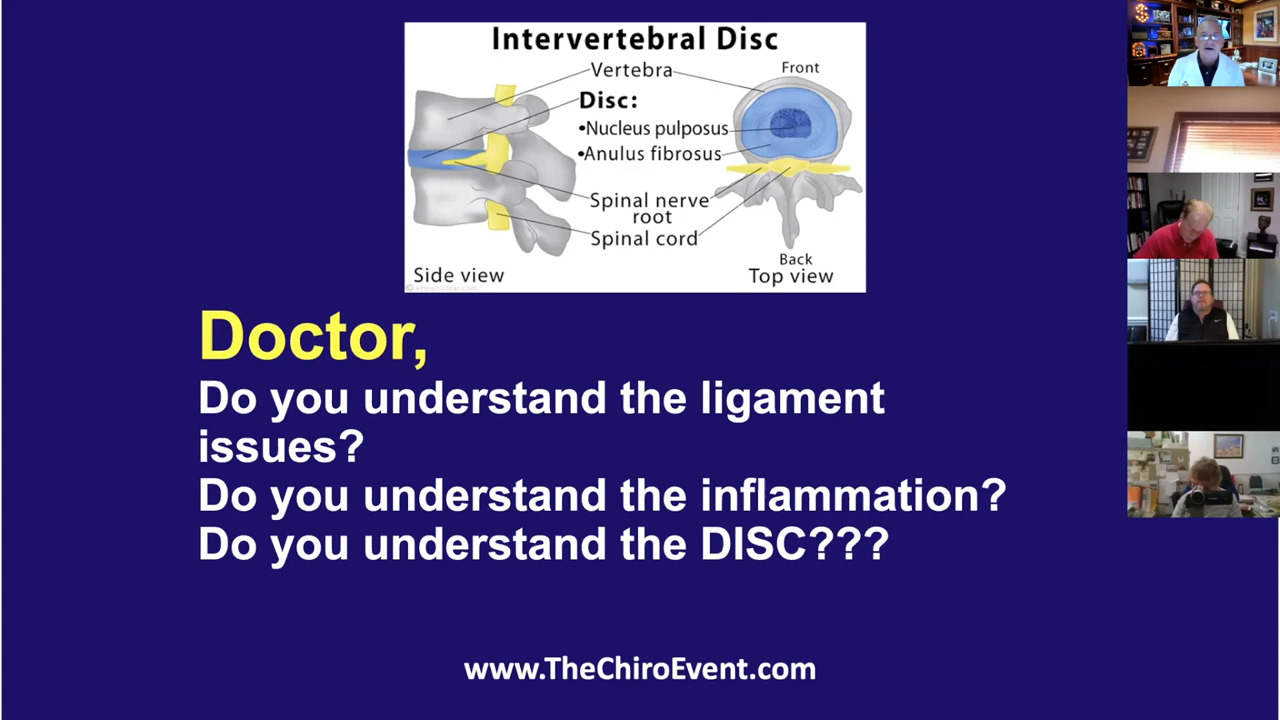 Intervertebral Disc
Vertebra
Front
Disc:
•Nucleus pulposus
•Anulus fibrosus
Spinal nerve
root
Spinal cord
Back
Side view
Top view
Doctor,
Do you understand the ligament
issues?
Do you understand the inflammation?
Do you understand the DISC???
www.TheChiroEvent.com